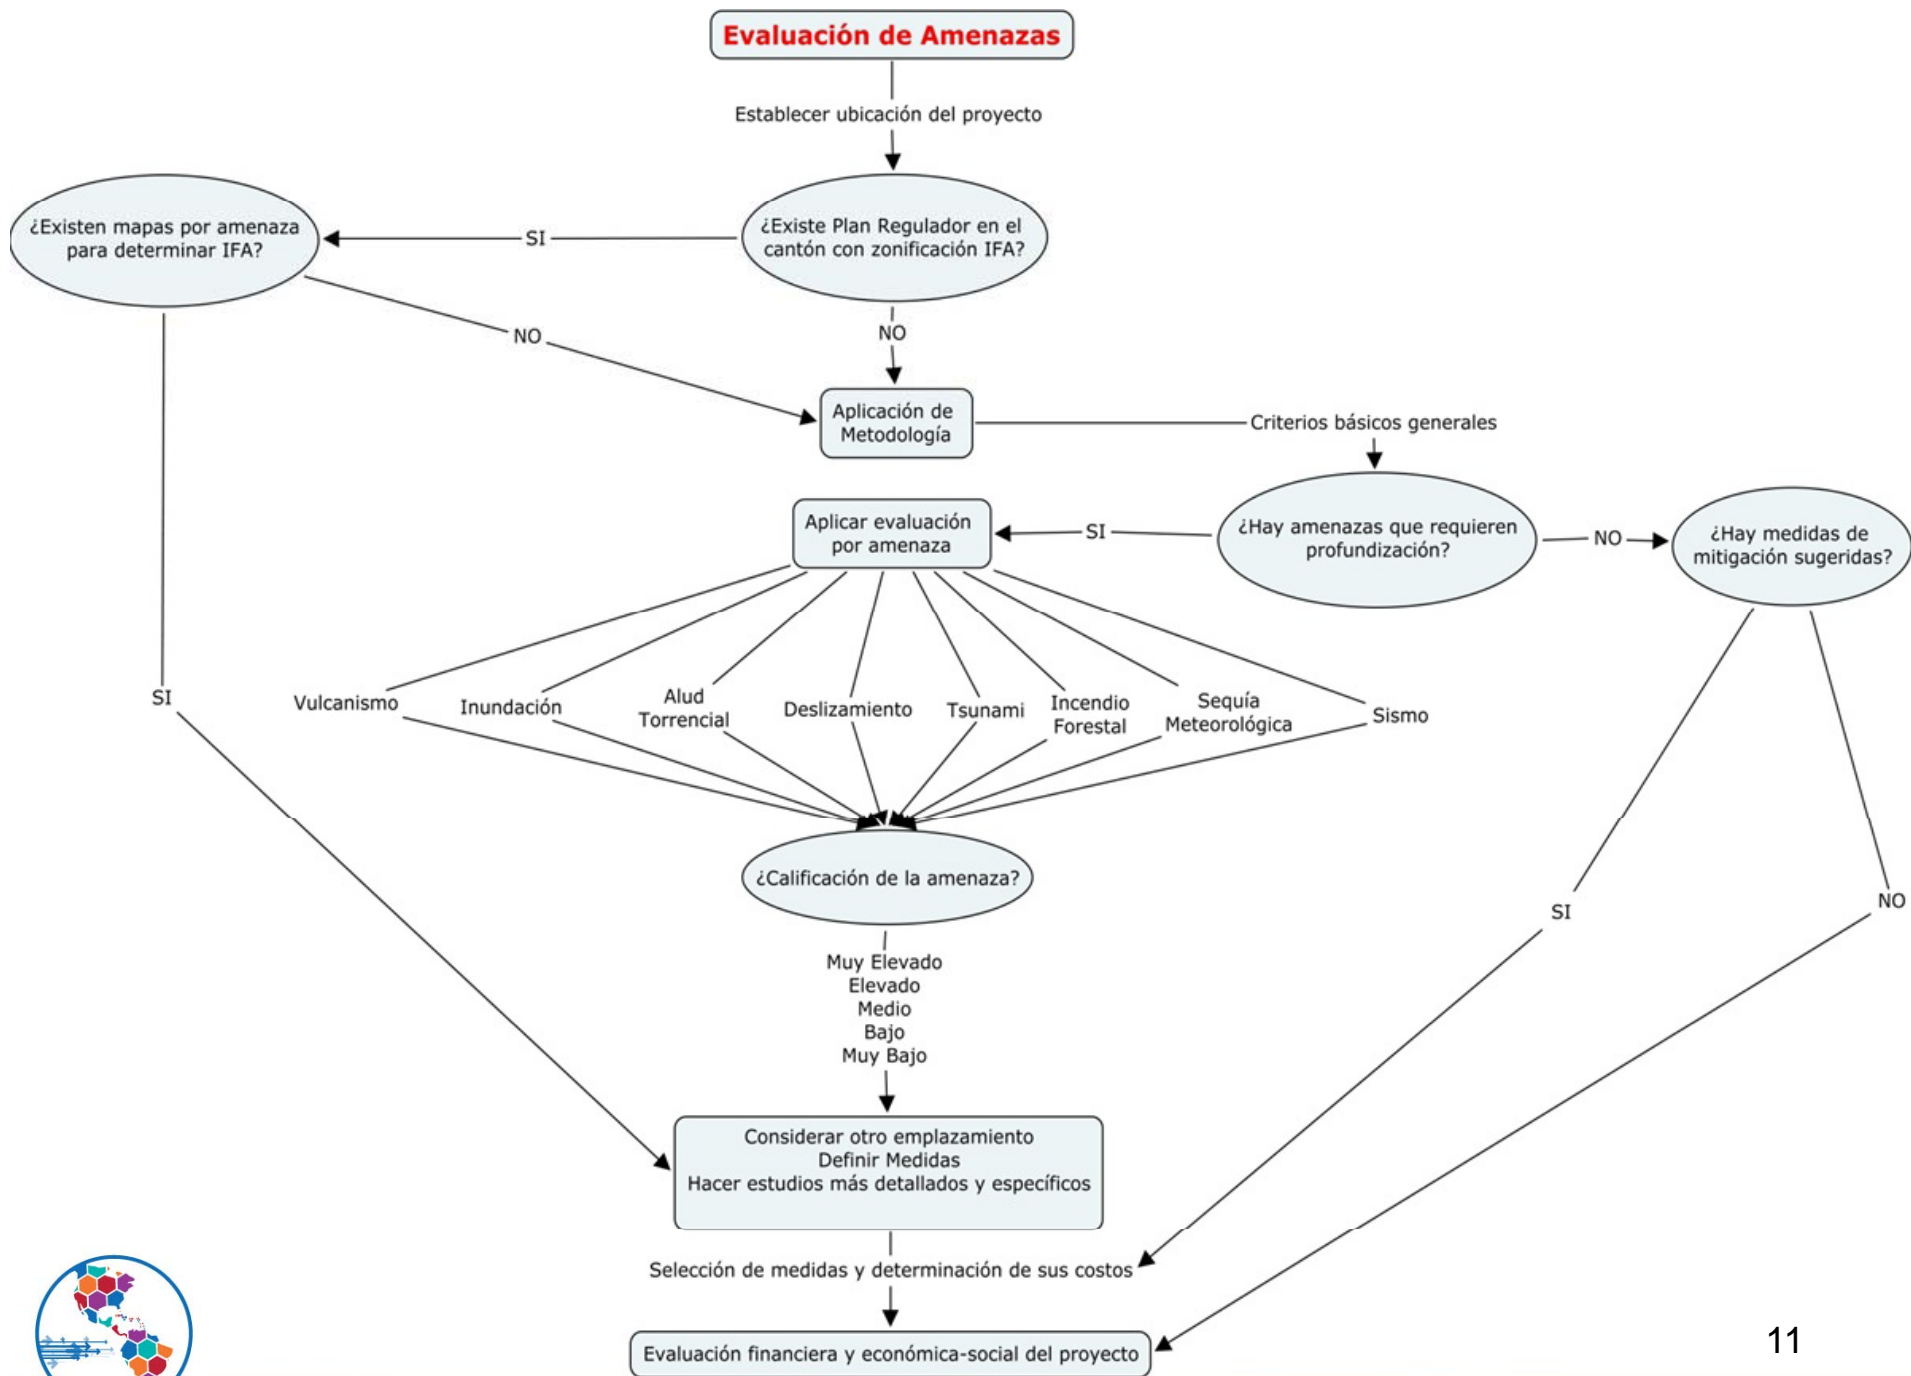 Evaluación de Amenazas
Establecer ubicación del proyecto
¿Existen mapas por amenaza
para determinar IFA?
SI
¿Existe Plan Regulador en el
cantón con zonificación IFA?
NO
NO
Aplicación de
Metodología
Criterios básicos generales
Aplicar evaluación
por amenaza
SI
¿Hay amenazas que requieren
profundización?
NO
¿Hay medidas de
mitigación sugeridas?
SI
Vulcanismo
Inundación
Alud
Torrencial
Deslizamiento
Tsunami
Incendio
Forestal
Sequía
Meteorológica
Sismo
¿Calificación de la amenaza?
SI
NO
Muy Elevado
Elevado
Medio
Bajo
Muy Bajo
Considerar otro emplazamiento
Definir Medidas
Hacer estudios más detallados y específicos
Selección de medidas y determinación de sus costos
Evaluación financiera y económica-social del proyecto
11